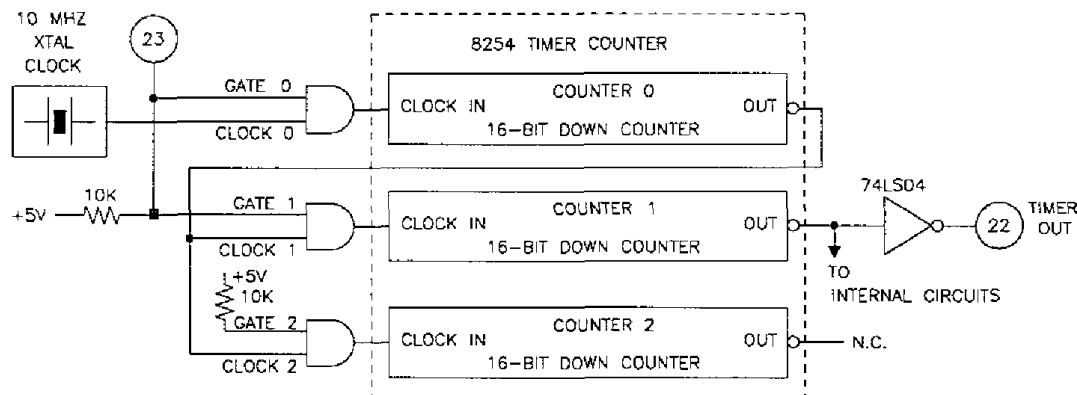 10 MHZ
XTAL
CLOCK
23
8254 TIMER COUNTER
GATE 0
CLOCK 0
CLOCK IN
COUNTER 0
16-BIT DOWN COUNTER
OUT
+5V
10K
GATE 1
CLOCK 1
CLOCK IN
COUNTER 1
16-BIT DOWN COUNTER
OUT
74LS04
22
TIMER
OUT
TO
INTERNAL CIRCUITS
+5V
10K
GATE 2
CLOCK 2
CLOCK IN
COUNTER 2
16-BIT DOWN COUNTER
OUT
N.C.